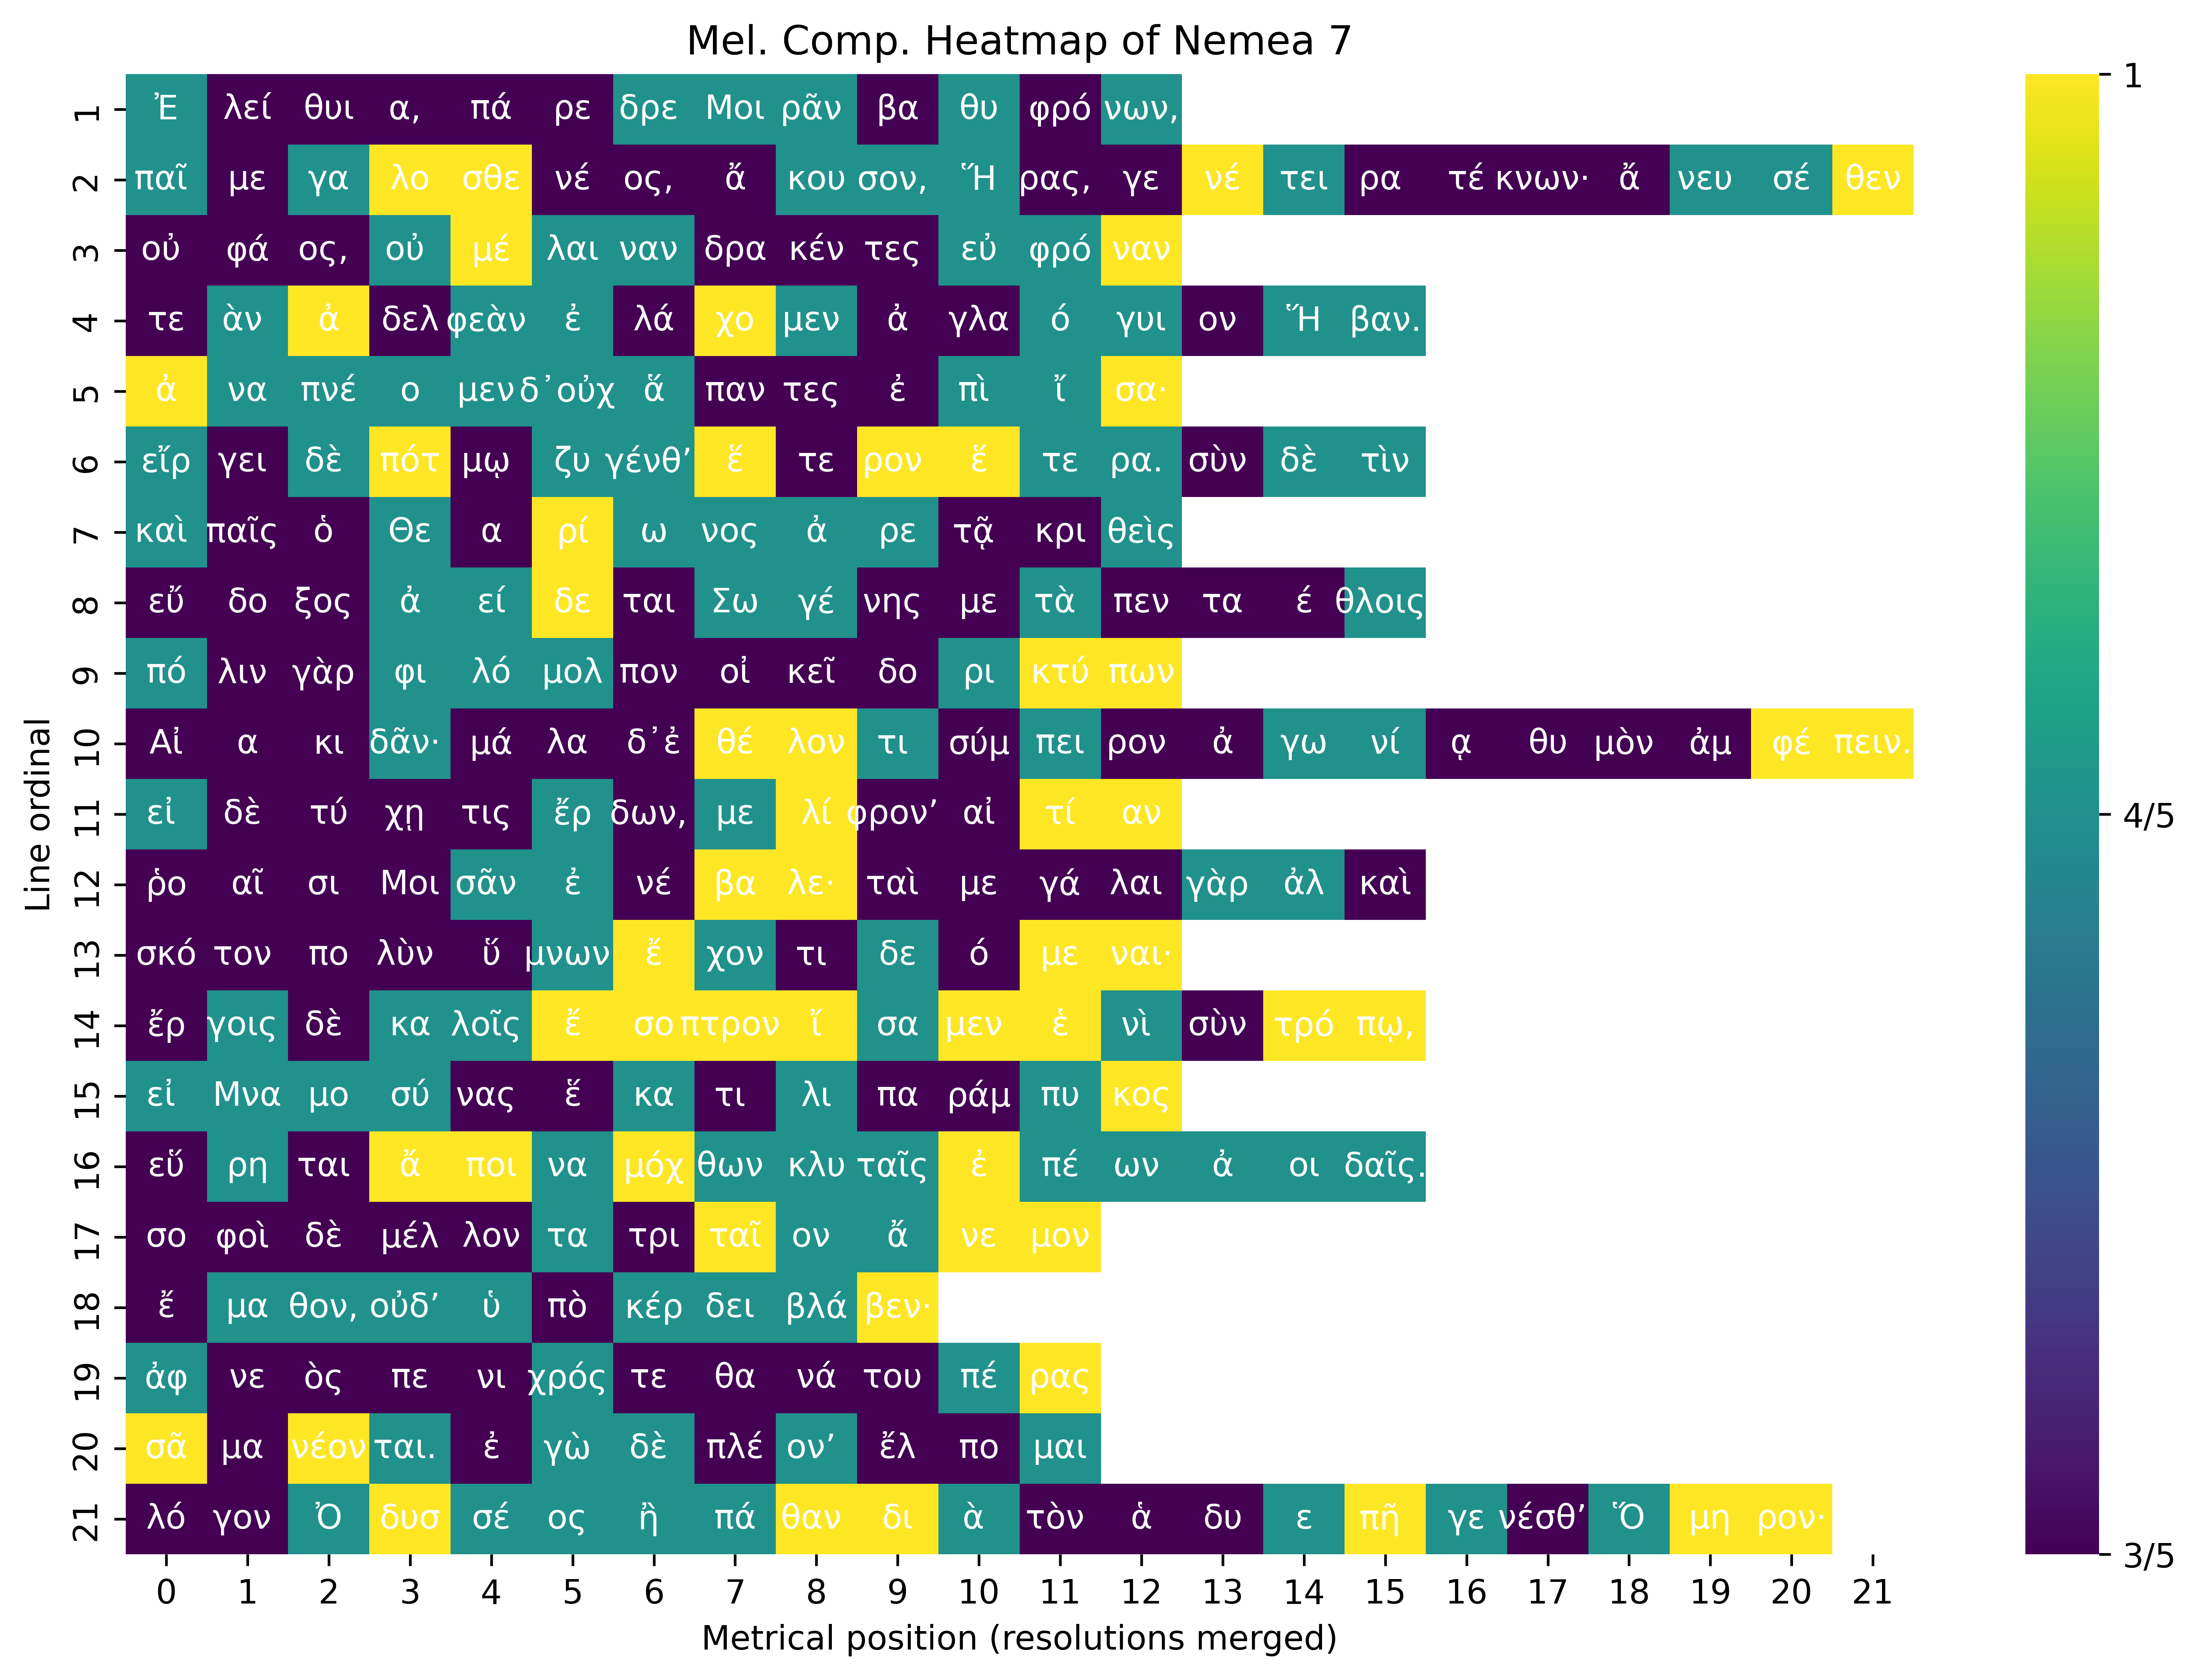 Mel. Comp. Heatmap of Nemea 7
Line ordinal
1 Ἐ λεί θυι α, πά ρε δρε Μοι ρᾶν βα θυ φρό νων,
2 παῖ με γα λο σθε νέ ος, ἄ κου σον, Ἥ ρας, γε νέ τει ρα τέ κνων· ἄ νευ σέ θεν
3 οὐ φά ος, οὐ μέ λαι ναν δρα κέν τες εὐ φρό ναν
4 τε ὰν ἀ δελ φεὰν ἐ λά χο μεν ἀ γλα ό γυι ον Ἥ βαν.
5 ἀ να πνέ ο μεν δ᾽οὐχ ἅ παν τες ἐ πὶ ἴ σα·
6 εἴρ γει δὲ πότ μῳ ζυ γένθ’ ἕ τε ρον ἕ τε ρα. σὺν δὲ τὶν
7 καὶ παῖς ὁ Θε α ρί ω νος ἀ ρε τᾷ κρι θεὶς
8 εὔ δο ξος ἀ εί δε ται Σω γέ νης με τὰ πεν τα έ θλοις
9 πό λιν γὰρ φι λό μολ πον οἰ κεῖ δο ρι κτύ πων
10 Αἰ α κι δᾶν· μά λα δ᾽ἐ θέ λον τι σύμ πει ρον ἀ γω νί ᾳ θυ μὸν ἀμ φέ πειν.
11 εἰ δὲ τύ χῃ τις ἔρ δων, με λί φρον’ αἰ τί αν
12 ῥο αῖ σι Μοι σᾶν ἐ νέ βα λε· ταὶ με γά λαι γὰρ ἀλ καὶ
13 σκό τον πο λὺν ὕ μνων ἔ χον τι δε ό με ναι·
14 ἔρ γοις δὲ κα λοῖς ἔ σο πτρον ἴ σα μεν ἑ νὶ σὺν τρό πῳ,
15 εἰ Μνα μο σύ νας ἕ κα τι λι πα ράμ πυ κος
16 εὕ ρη ται ἄ ποι να μόχ θων κλυ ταῖς ἐ πέ ων ἀ οι δαῖς.
17 σο φοὶ δὲ μέλ λον τα τρι ταῖ ον ἄ νε μον
18 ἔ μα θον, οὐδ’ ὑ πὸ κέρ δει βλά βεν·
19 ἀφ νε ὸς πε νι χρός τε θα νά του πέ ρας
20 σᾶ μα νέον ται. ἐ γὼ δὲ πλέ ον’ ἔλ πο μαι
21 λό γον Ὀ δυσ σέ ος ἢ πά θαν δι ὰ τὸν ἁ δυ ε πῆ γε νέσθ’ Ὅ μη ρον·
0 1 2 3 4 5 6 7 8 9 10 11 12 13 14 15 16 17 18 19 20 21
Metrical position (resolutions merged)
1
4/5
3/5